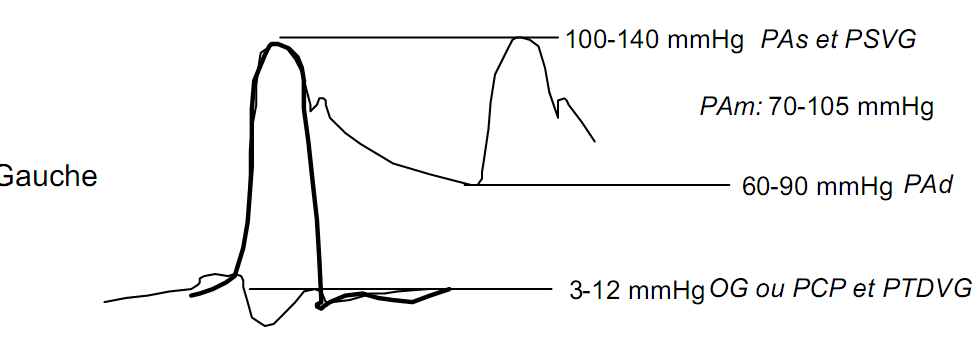 100-140 mmHg PAs et PSVG
PAm: 70-105 mmHg
Gauche
60-90 mmHg PAd
3-12 mmHg OG ou PCP et PTDVG